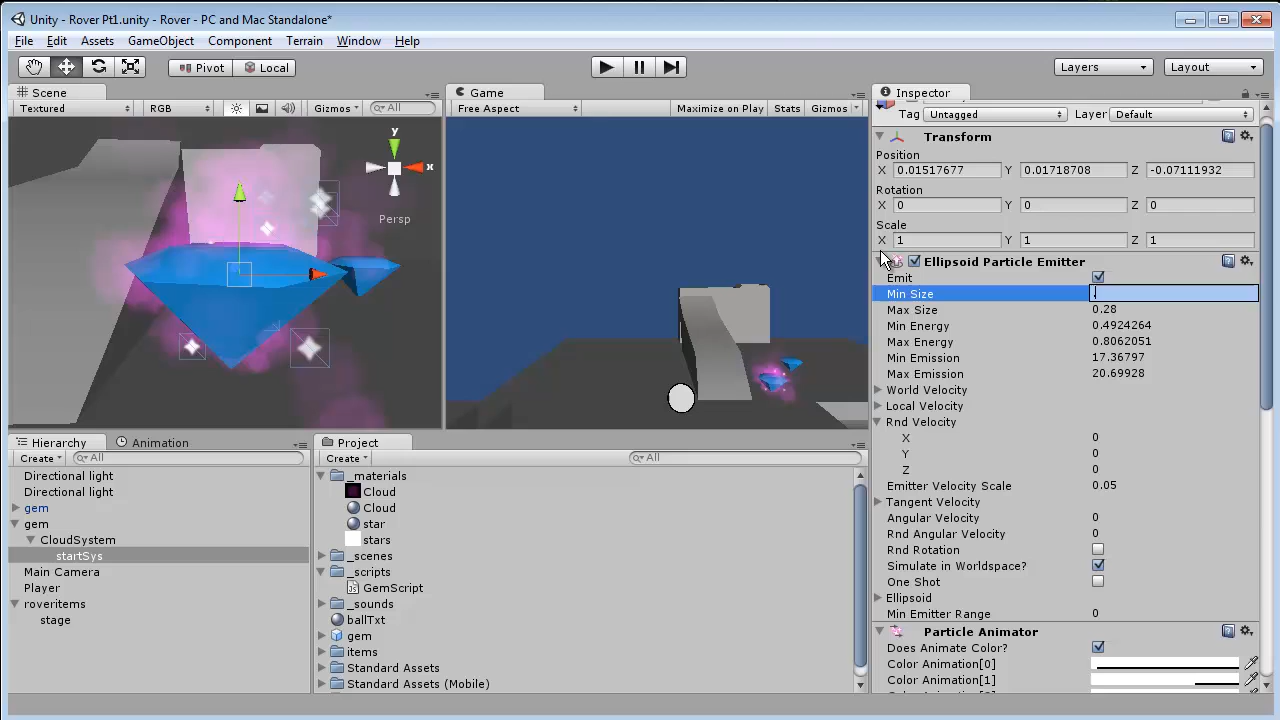 Unity - Rover Pt1.unity - Rover - PC and Mac Standalone*
File Edit Assets GameObject Component Terrain Window Help
Pivot Local Layers Layout
Scene
Textured RGB Gizmos All
y
x
Persp
Game
Free Aspect Maximize on Play Stats Gizmos
Inspector
Tag Untagged Layer Default
Transform
Position
X 0.01517677 Y 0.01718708 Z -0.07111932
Rotation
X 0 Y 0 Z 0
Scale
X 1 Y 1 Z 1
Ellipsoid Particle Emitter
Emit
Min Size .
Max Size 0.28
Min Energy 0.4924264
Max Energy 0.8062051
Min Emission 17.36797
Max Emission 20.69928
World Velocity
Local Velocity
Rnd Velocity
X 0
Y 0
Z 0
Emitter Velocity Scale 0.05
Tangent Velocity
Angular Velocity 0
Rnd Angular Velocity 0
Rnd Rotation
Simulate in Worldspace?
One Shot
Ellipsoid
Min Emitter Range 0
Particle Animator
Does Animate Color?
Color Animation[0]
Color Animation[1]
Hierarchy Animation
Create All
Directional light
Directional light
gem
gem
CloudSystem
startSys
Main Camera
Player
roveritems
stage
Project
Create All
_materials
Cloud
Cloud
star
stars
_scenes
_scripts
GemScript
_sounds
ballTxt
gem
items
Standard Assets
Standard Assets (Mobile)